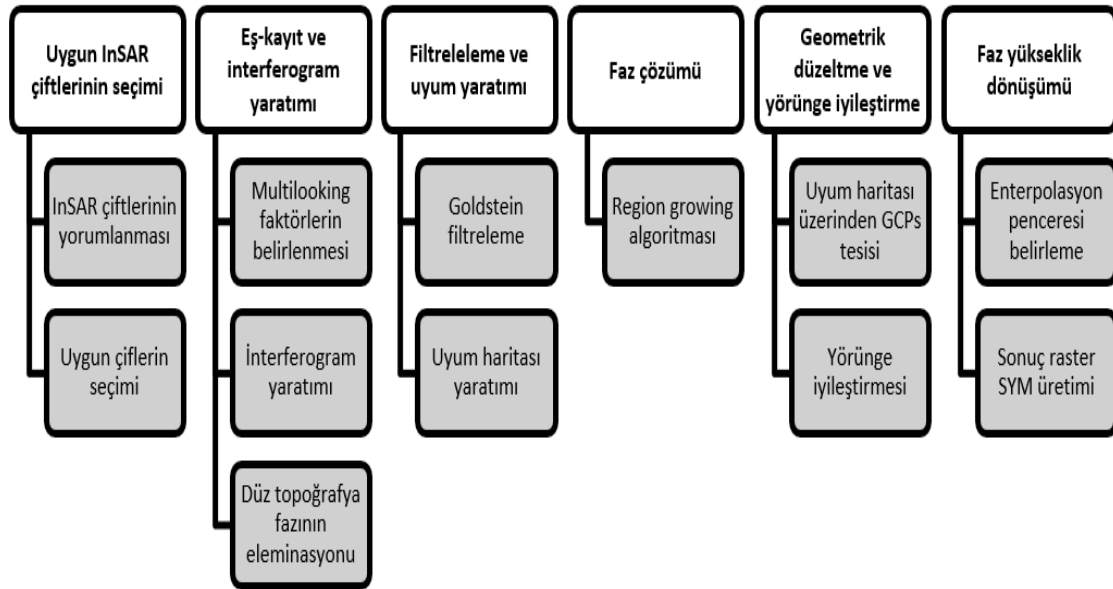 Uygun InSAR
çiftlerinin seçimi
InSAR çiftlerinin
yorumlanması
Uygun çiflerin
seçimi
Eş-kayıt ve
interferogram
yaratımı
Multilooking
faktörlerin
belirlenmesi
İnterferogram
yaratımı
Düz topoğrafya
fazının
eleminasyonu
Filtreleleme ve
uyum yaratımı
Goldstein
filtreleme
Uyum haritası
yaratımı
Faz çözümü
Region growing
algoritması
Geometrik
düzeltme ve
yörünge iyileştirme
Uyum haritası
üzerinden GCPs
tesisi
Yörünge
iyileştirmesi
Faz yükseklik
dönüşümü
Enterpolasyon
penceresi
belirleme
Sonuç raster
SYM üretimi